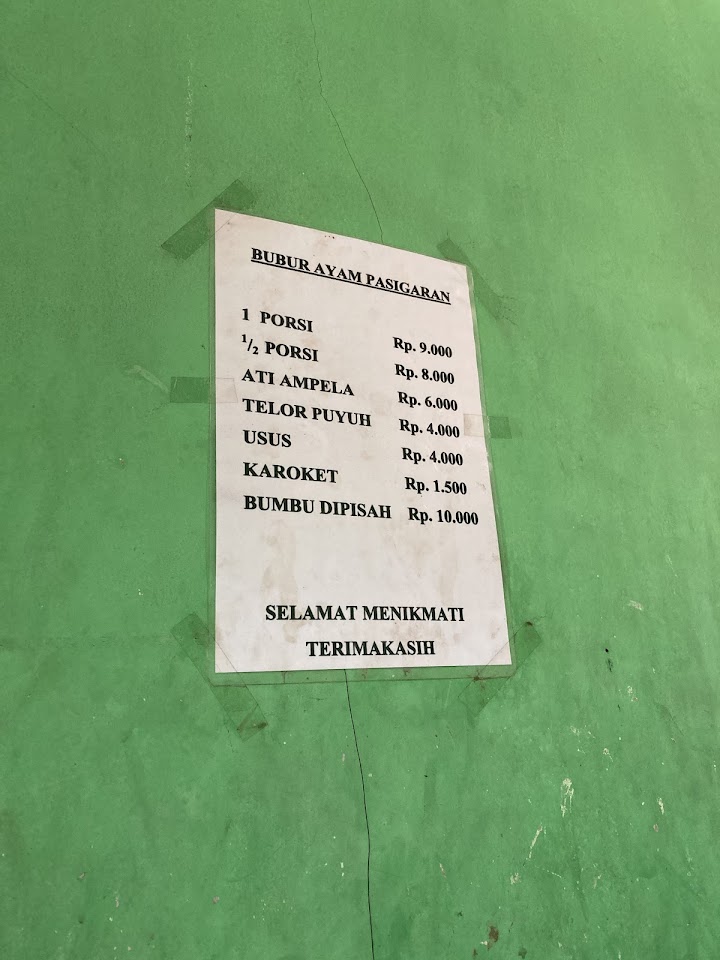 BUBUR AYAM PASIGARAN
1 PORSI Rp. 9.000
1/2 PORSI Rp. 8.000
ATI AMPELA Rp. 6.000
TELOR PUYUH Rp. 4.000
USUS Rp. 4.000
KAROKET Rp. 1.500
BUMBU DIPISAH Rp. 10.000
SELAMAT MENIKMATI
TERIMAKASIH